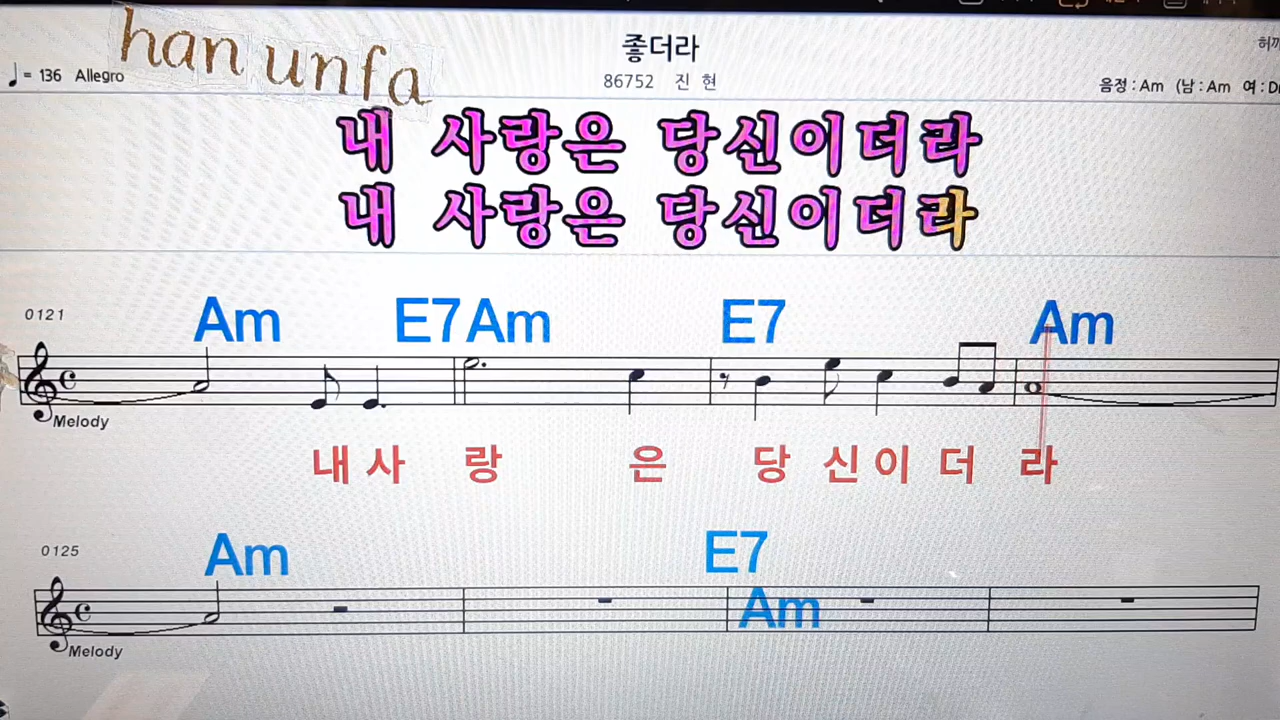 han unfa
좋더라
♩= 136 Allegro
86752 진 현
음정 : Am (남 : Am 여 :
내 사랑은 당신이더라
내 사랑은 당신이더라
0121
Am E7 Am E7 Am
Melody
내 사 랑 은 당 신 이 더 라
0125
Am E7
Am
Melody